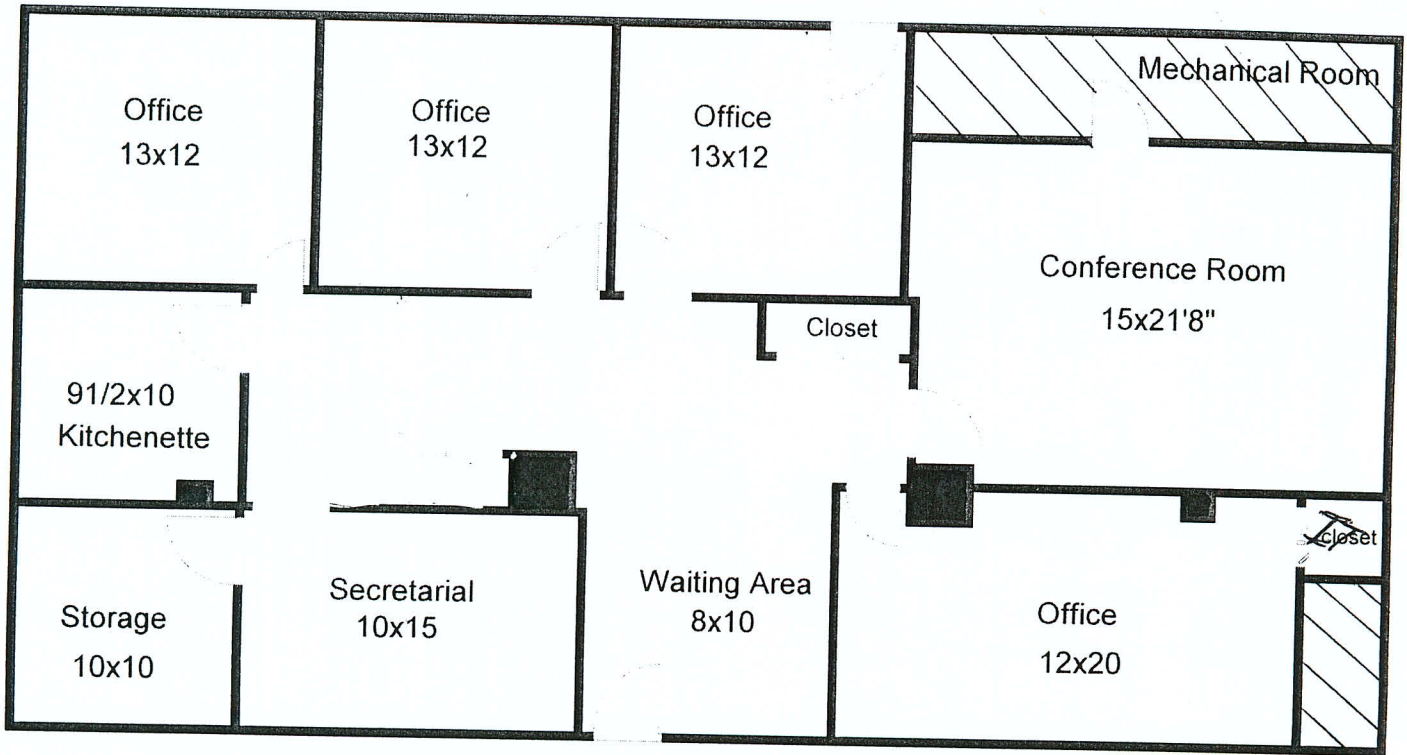 Office
13x12
Office
13x12
Office
13x12
Mechanical Room
Conference Room
15x21'8"
Closet
91/2x10
Kitchenette
closet
Storage
10x10
Secretarial
10x15
Waiting Area
8x10
Office
12x20